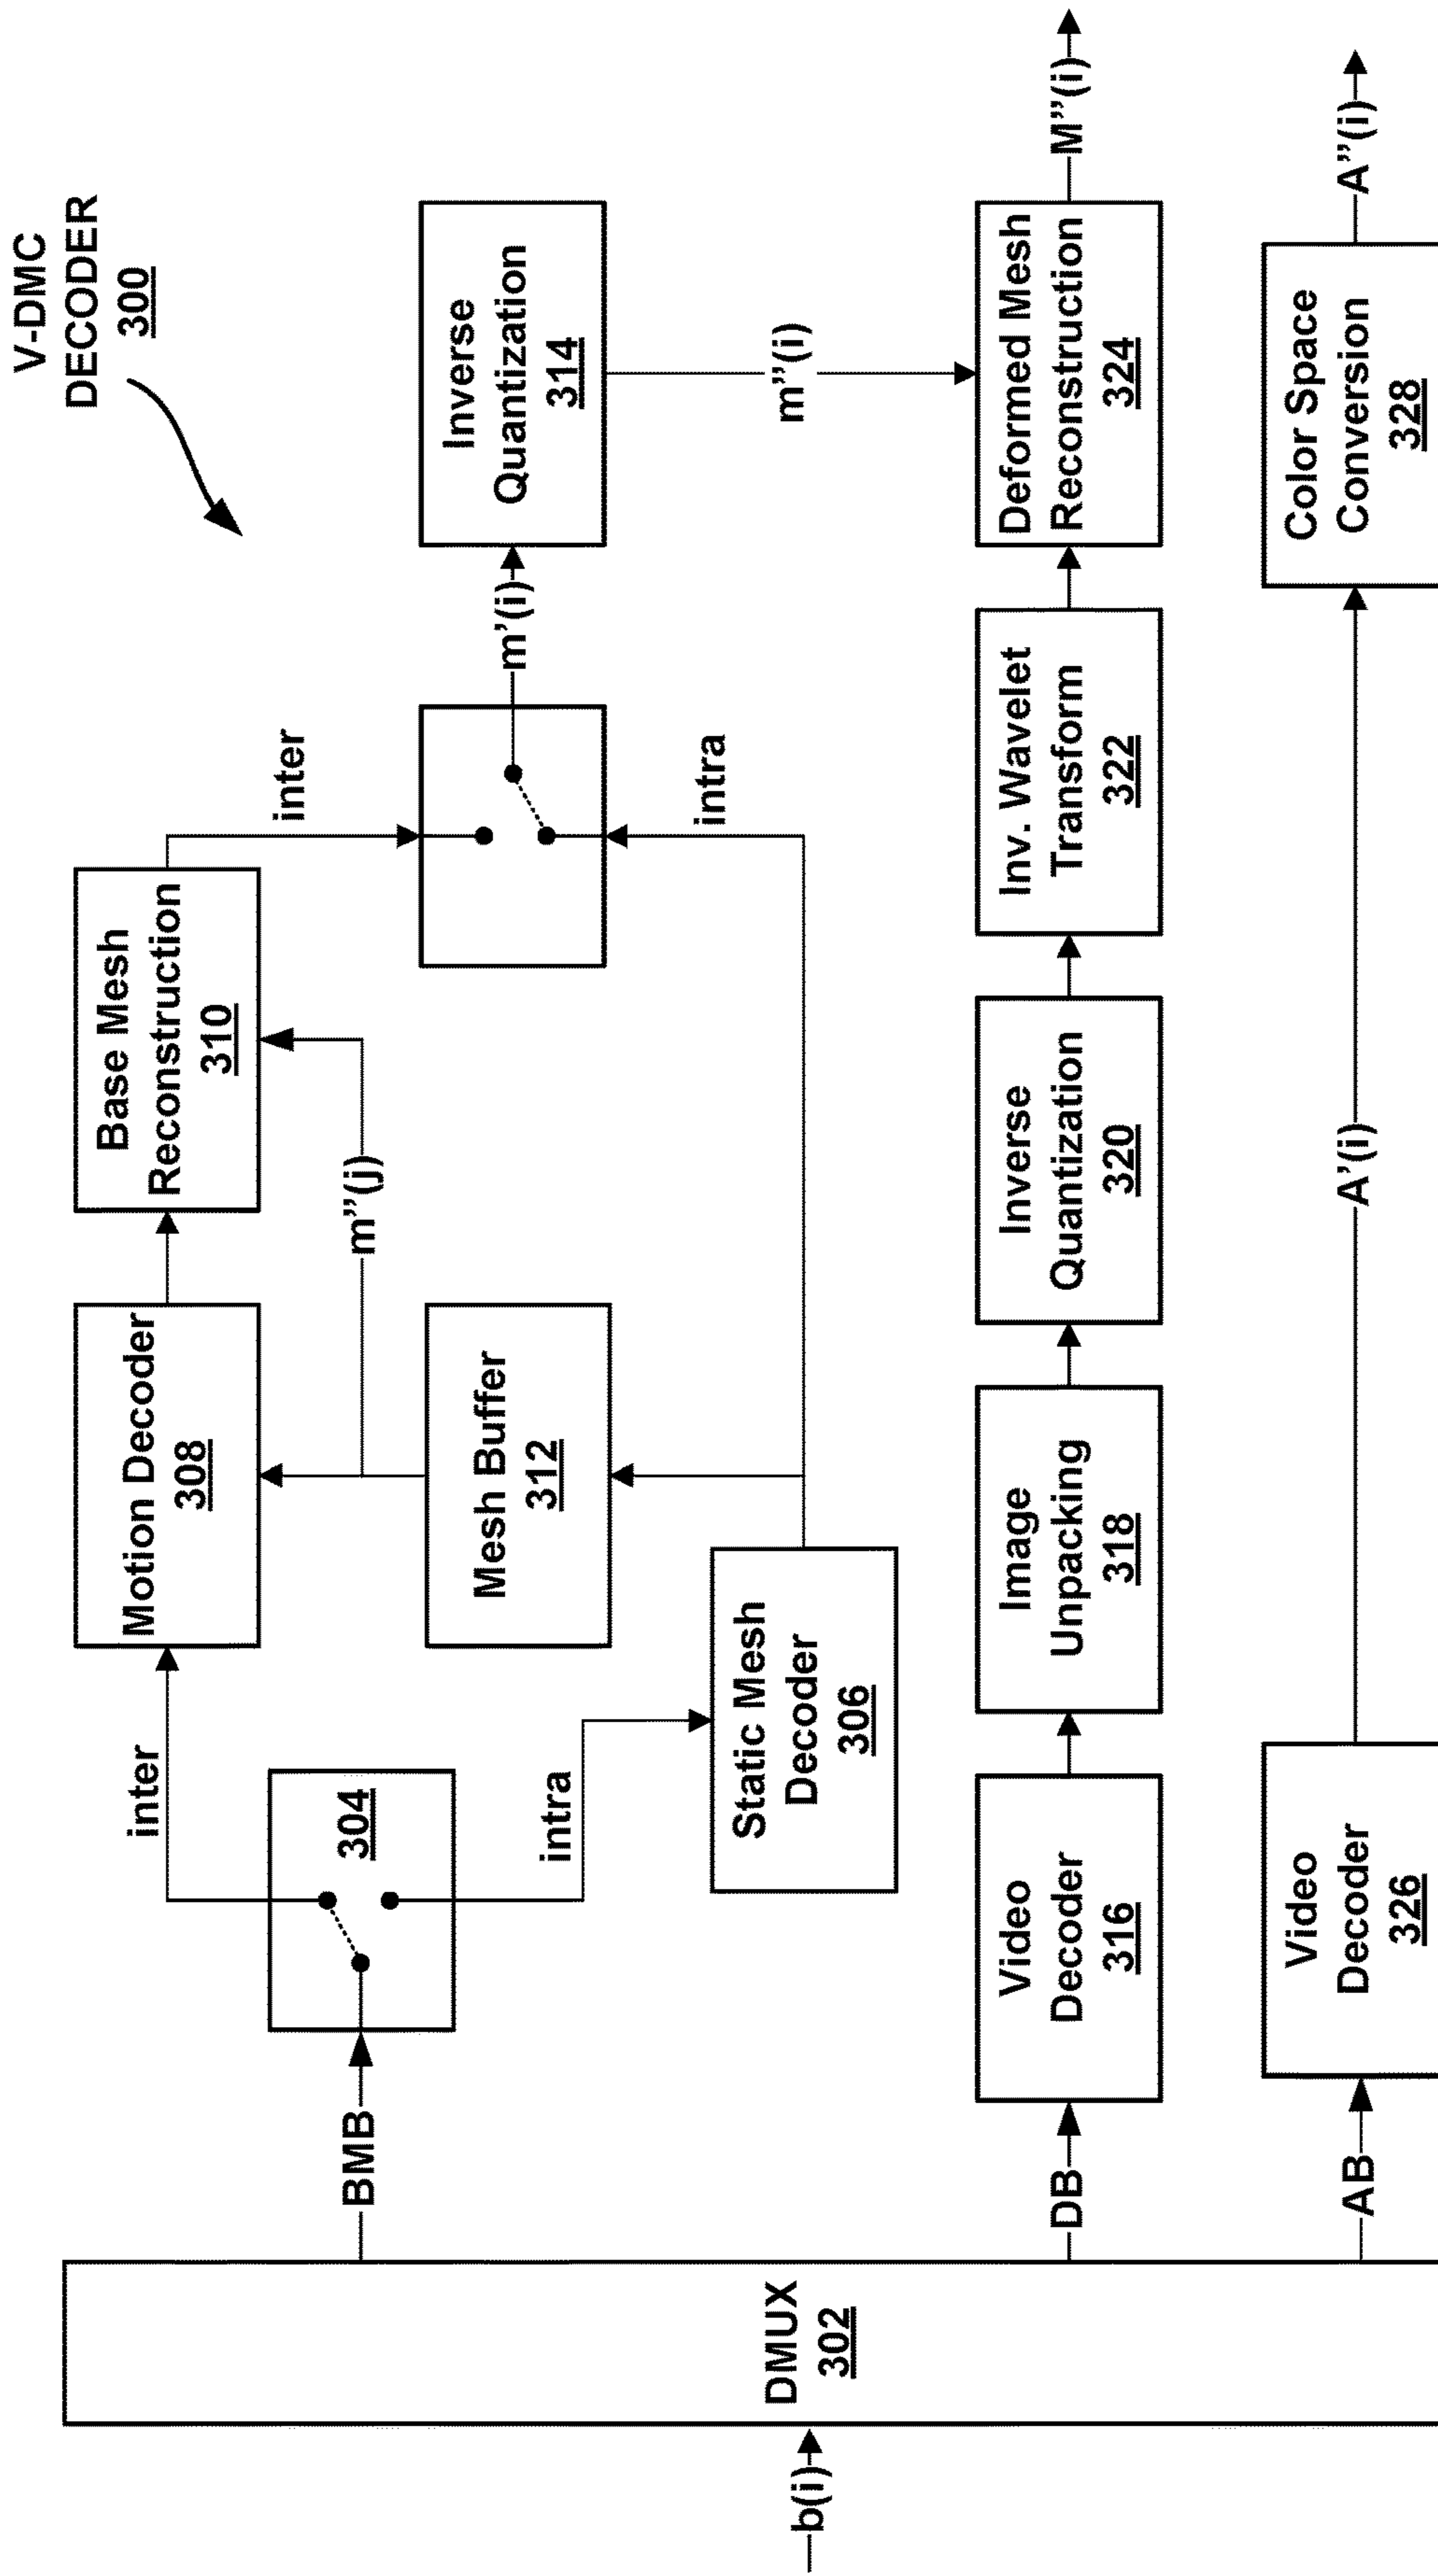 V-DMC
DECODER
300
b(i)
DMUX
302
BMB
DB
AB
304
inter
intra
Motion Decoder
308
Mesh Buffer
312
Static Mesh
Decoder
306
m’’(j)
Base Mesh
Reconstruction
310
inter
intra
m’(i)
Inverse
Quantization
314
m’’(i)
Video
Decoder
316
Image
Unpacking
318
Inverse
Quantization
320
Inv. Wavelet
Transform
322
Deformed Mesh
Reconstruction
324
M’’(i)
Video
Decoder
326
A’(i)
Color Space
Conversion
328
A’’(i)